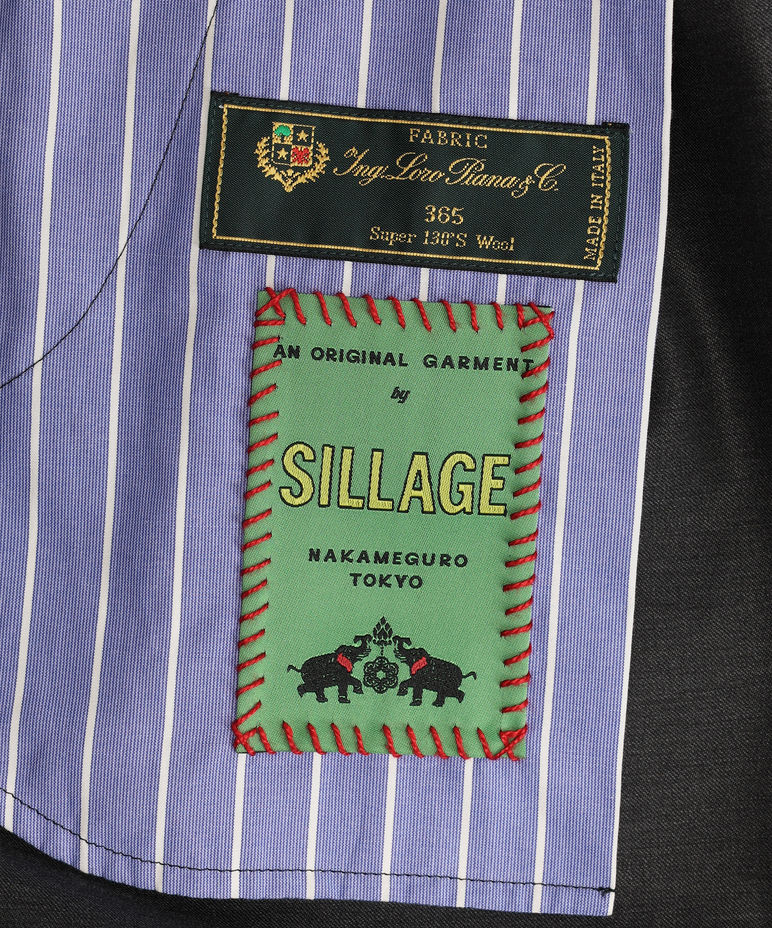 FABRIC
Ing. Loro Piana & C.
365
Super 130'S Wool
MADE IN ITALY
AN ORIGINAL GARMENT
by
SILLAGE
NAKAMEGURO
TOKYO